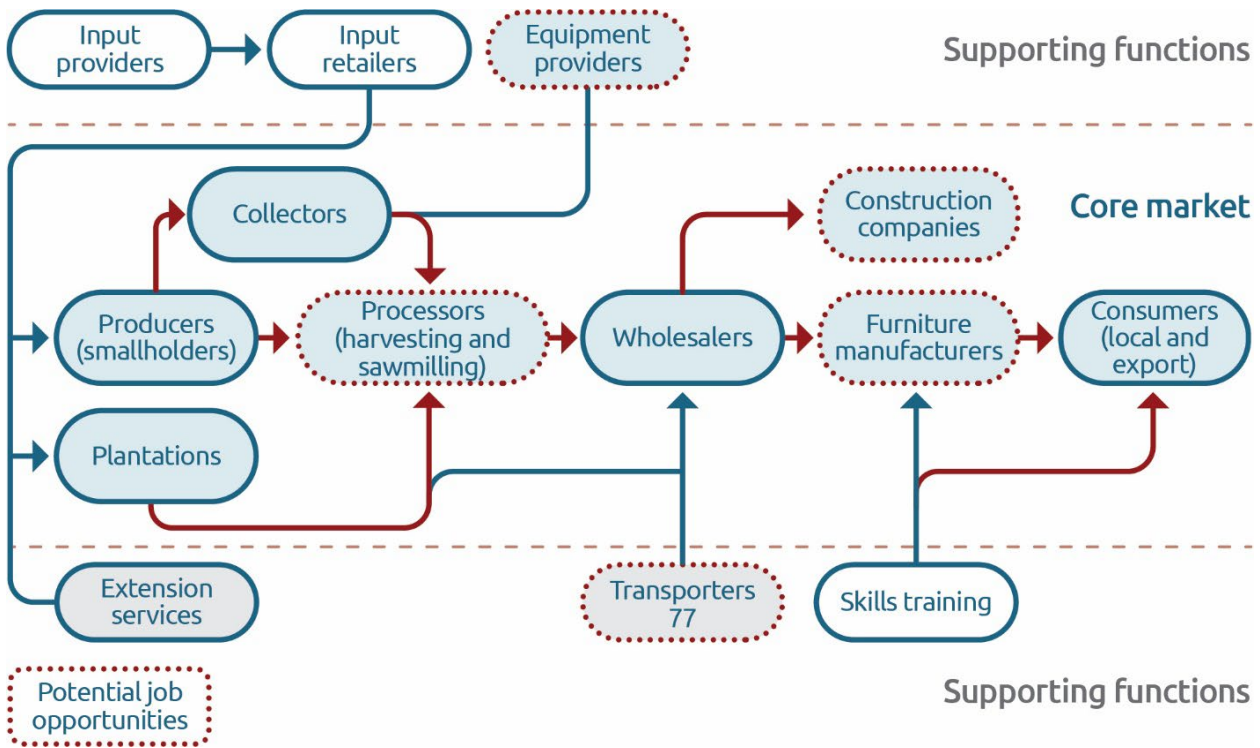 Input
providers
Input
retailers
Equipment
providers
Supporting functions
Collectors
Construction
companies
Core market
Producers
(smallholders)
Processors
(harvesting and
sawmilling)
Wholesalers
Furniture
manufacturers
Consumers
(local and
export)
Plantations
Extension
services
Transporters
77
Skills training
Potential job
opportunities
Supporting functions